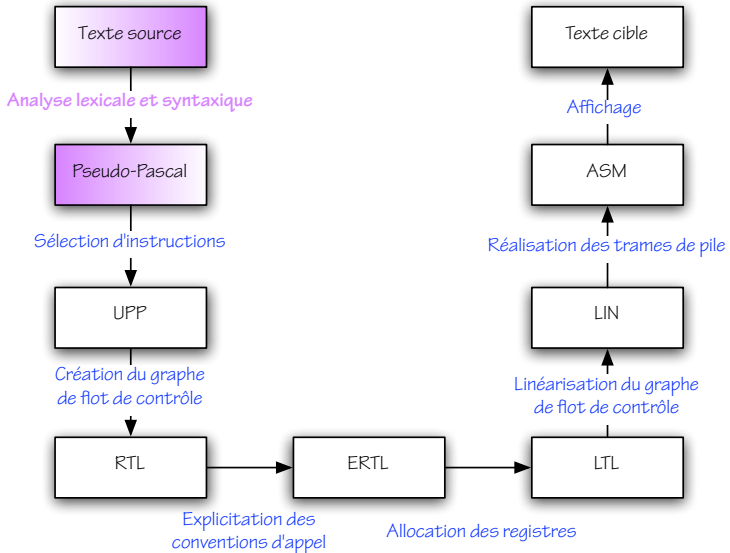 Texte source
Analyse lexicale et syntaxique
Pseudo-Pascal
Sélection d'instructions
UPP
Création du graphe
de flot de contrôle
RTL
Explicitation des
conventions d'appel
ERTL
Allocation des registres
LTL
Linéarisation du graphe
de flot de contrôle
LIN
Réalisation des trames de pile
ASM
Affichage
Texte cible